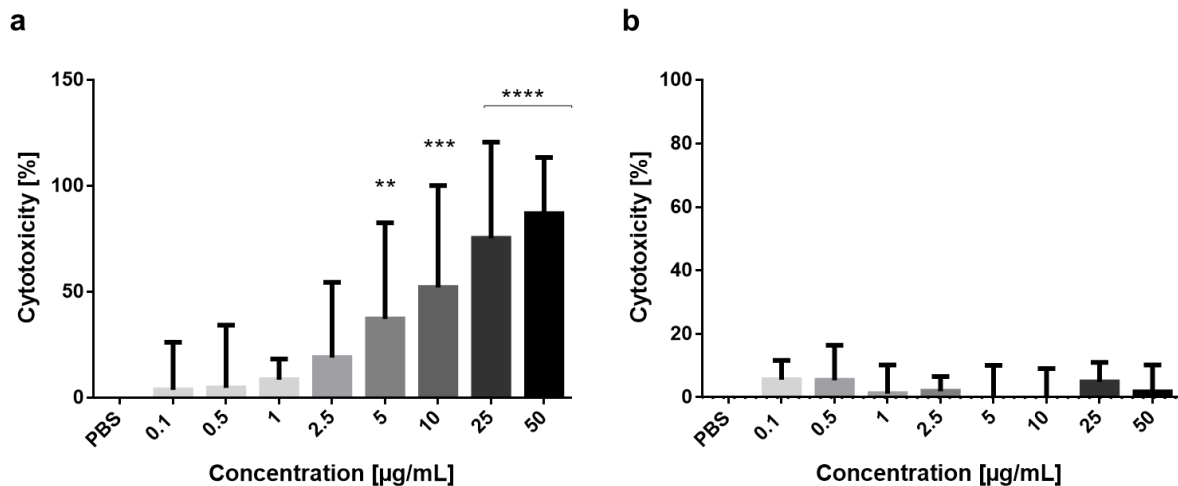 a
b
150
100
50
0
Cytotoxicity [%]
**
***
****
PBS 0.1 0.5 1 2.5 5 10 25 50
Concentration [µg/mL]
100
80
60
40
20
0
Cytotoxicity [%]
PBS 0.1 0.5 1 2.5 5 10 25 50
Concentration [µg/mL]